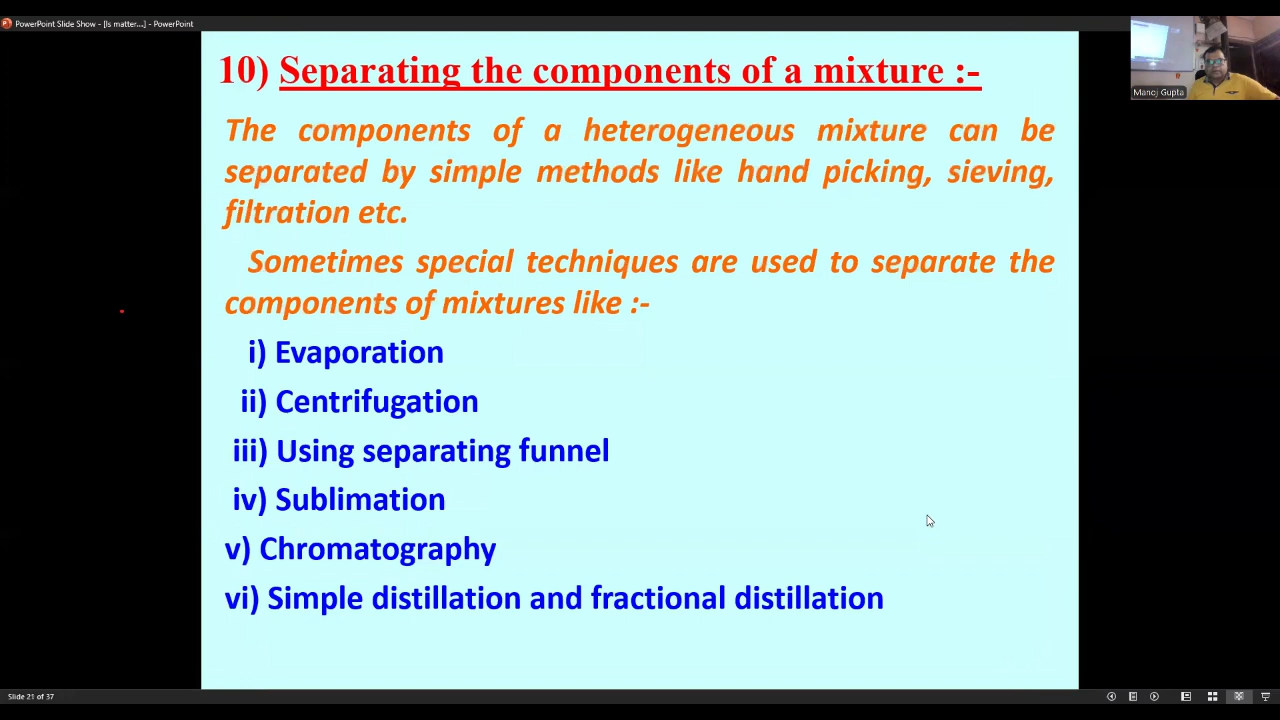 PowerPoint Slide Show - [Is matter...] - PowerPoint
Manoj Gupta
10) Separating the components of a mixture :-
The components of a heterogeneous mixture can be
separated by simple methods like hand picking, sieving,
filtration etc.
Sometimes special techniques are used to separate the
components of mixtures like :-
i) Evaporation
ii) Centrifugation
iii) Using separating funnel
iv) Sublimation
v) Chromatography
vi) Simple distillation and fractional distillation
Slide 21 of 37